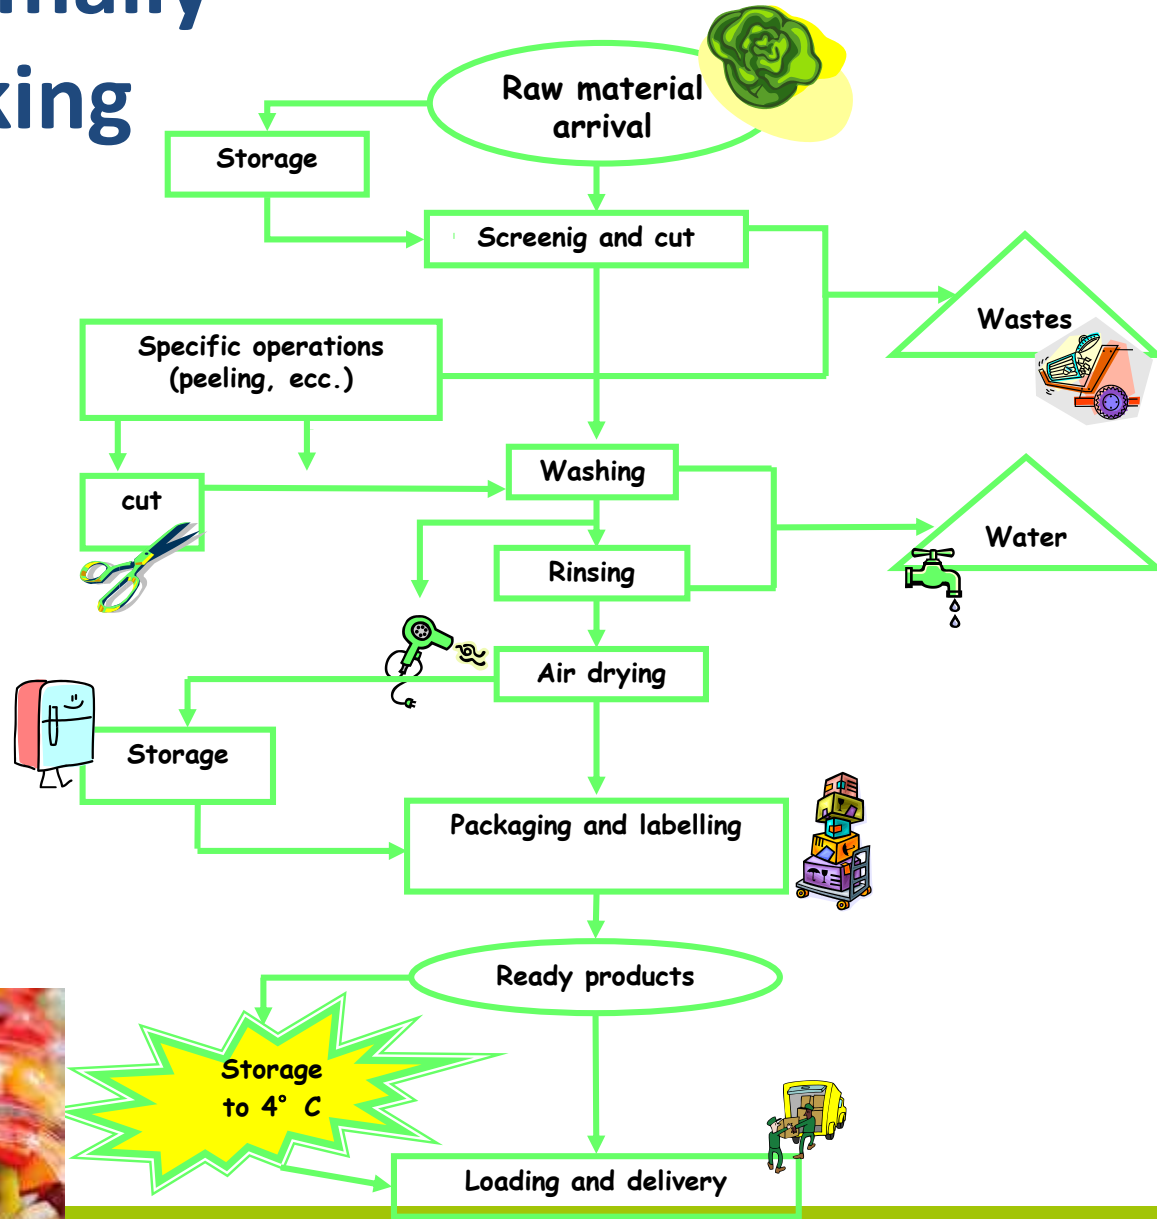 Raw material
arrival
Storage
Screenig and cut
Wastes
Specific operations
(peeling, ecc.)
Washing
cut
Water
Rinsing
Air drying
Storage
Packaging and labelling
Ready products
Storage
to 4° C
Loading and delivery